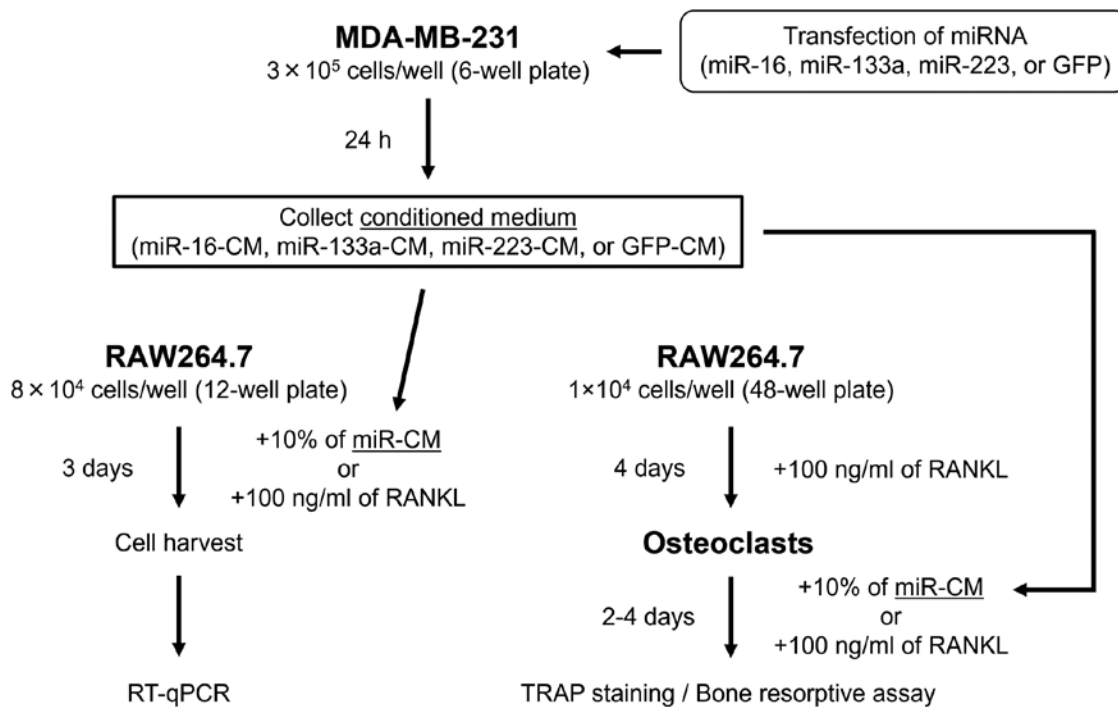 MDA-MB-231
3 × 10⁵ cells/well (6-well plate)
Transfection of miRNA
(miR-16, miR-133a, miR-223, or GFP)
24 h
Collect conditioned medium
(miR-16-CM, miR-133a-CM, miR-223-CM, or GFP-CM)
RAW264.7
8 × 10⁴ cells/well (12-well plate)
3 days
+10% of miR-CM
or
+100 ng/ml of RANKL
Cell harvest
RT-qPCR
RAW264.7
1×10⁴ cells/well (48-well plate)
4 days
+100 ng/ml of RANKL
Osteoclasts
2-4 days
+10% of miR-CM
or
+100 ng/ml of RANKL
TRAP staining / Bone resorptive assay